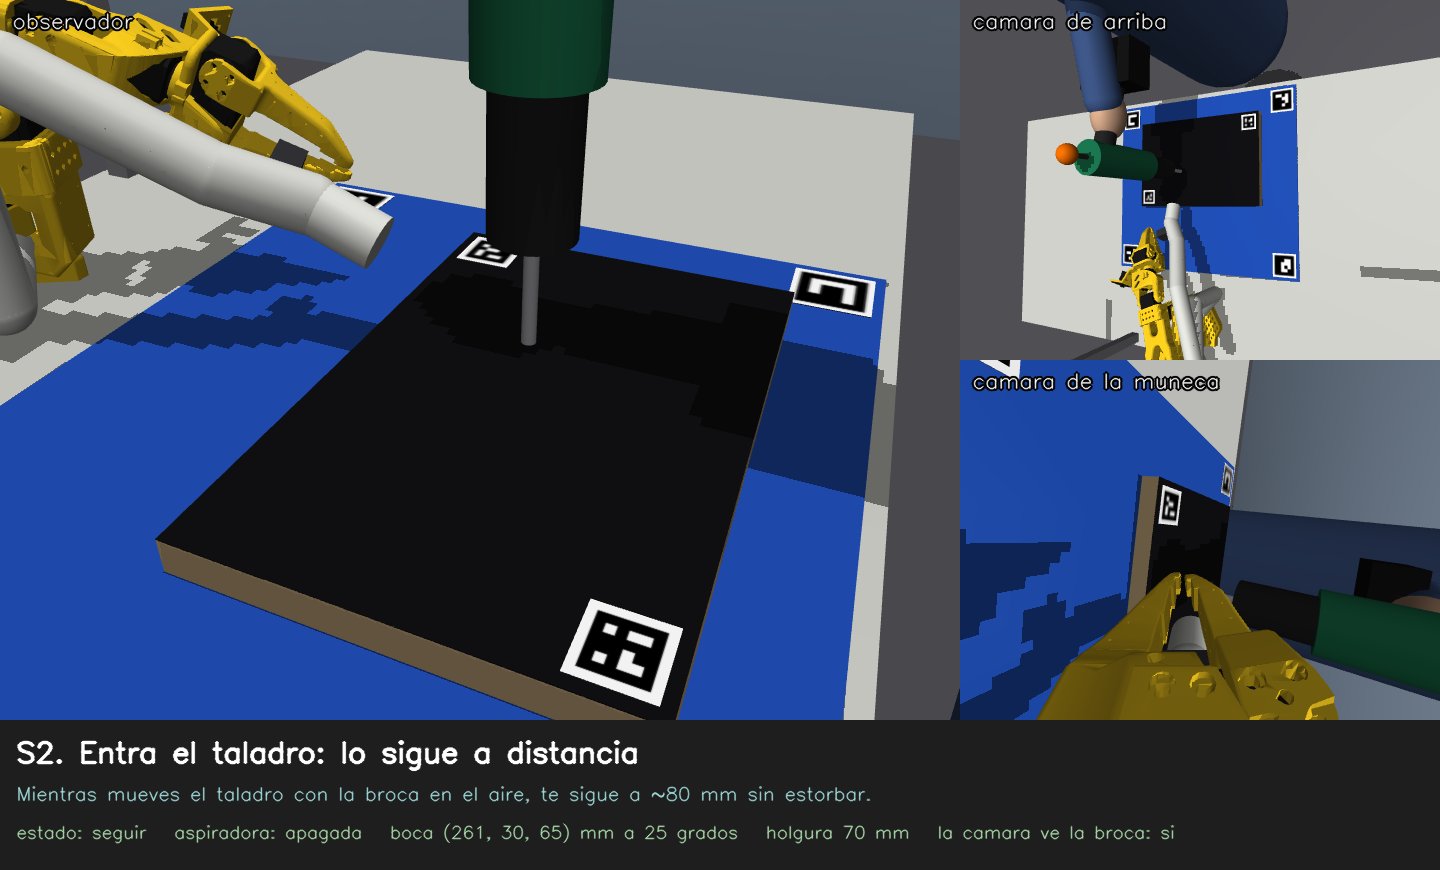 observador
camara de arriba
camara de la muneca
S2. Entra el taladro: lo sigue a distancia
Mientras mueves el taladro con la broca en el aire, te sigue a ~80 mm sin estorbar.
estado: seguir aspiradora: apagada boca (261, 30, 65) mm a 25 grados holgura 70 mm la camara ve la broca: si